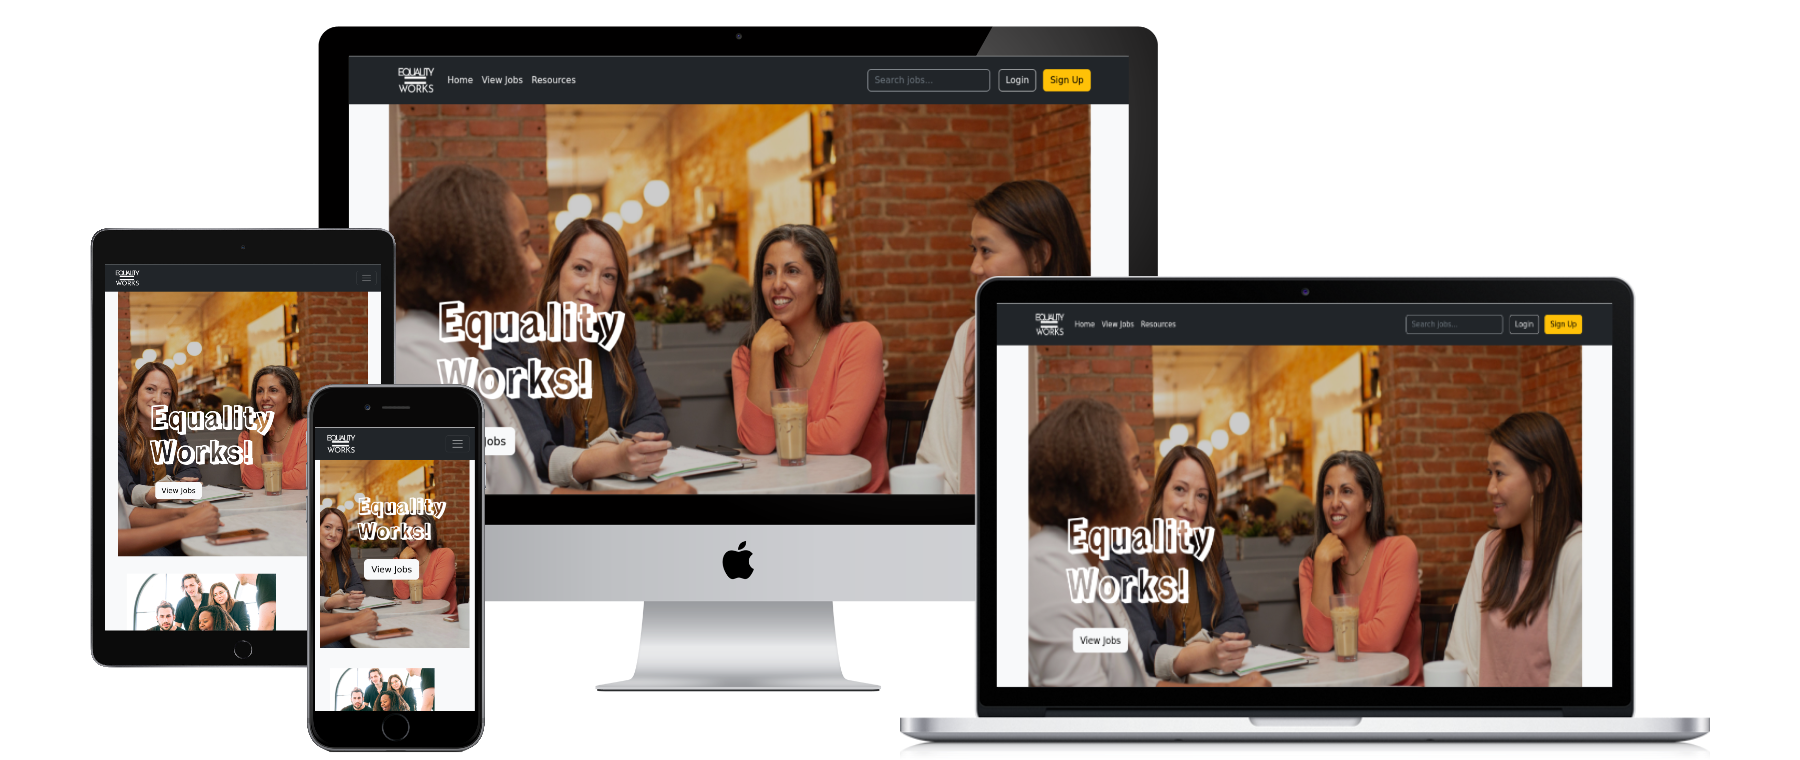 EQUALITY
WORKS
Home View Jobs Resources
Search Jobs...
Login
Sign Up
Equality
Works!
Jobs
EQUALITY
WORKS
Equality
Works!
View Jobs
EQUALITY
WORKS
Equality
Works!
View Jobs
EQUALITY
WORKS
Home View Jobs Resources
Search Jobs...
Login
Sign Up
Equality
Works!
View Jobs